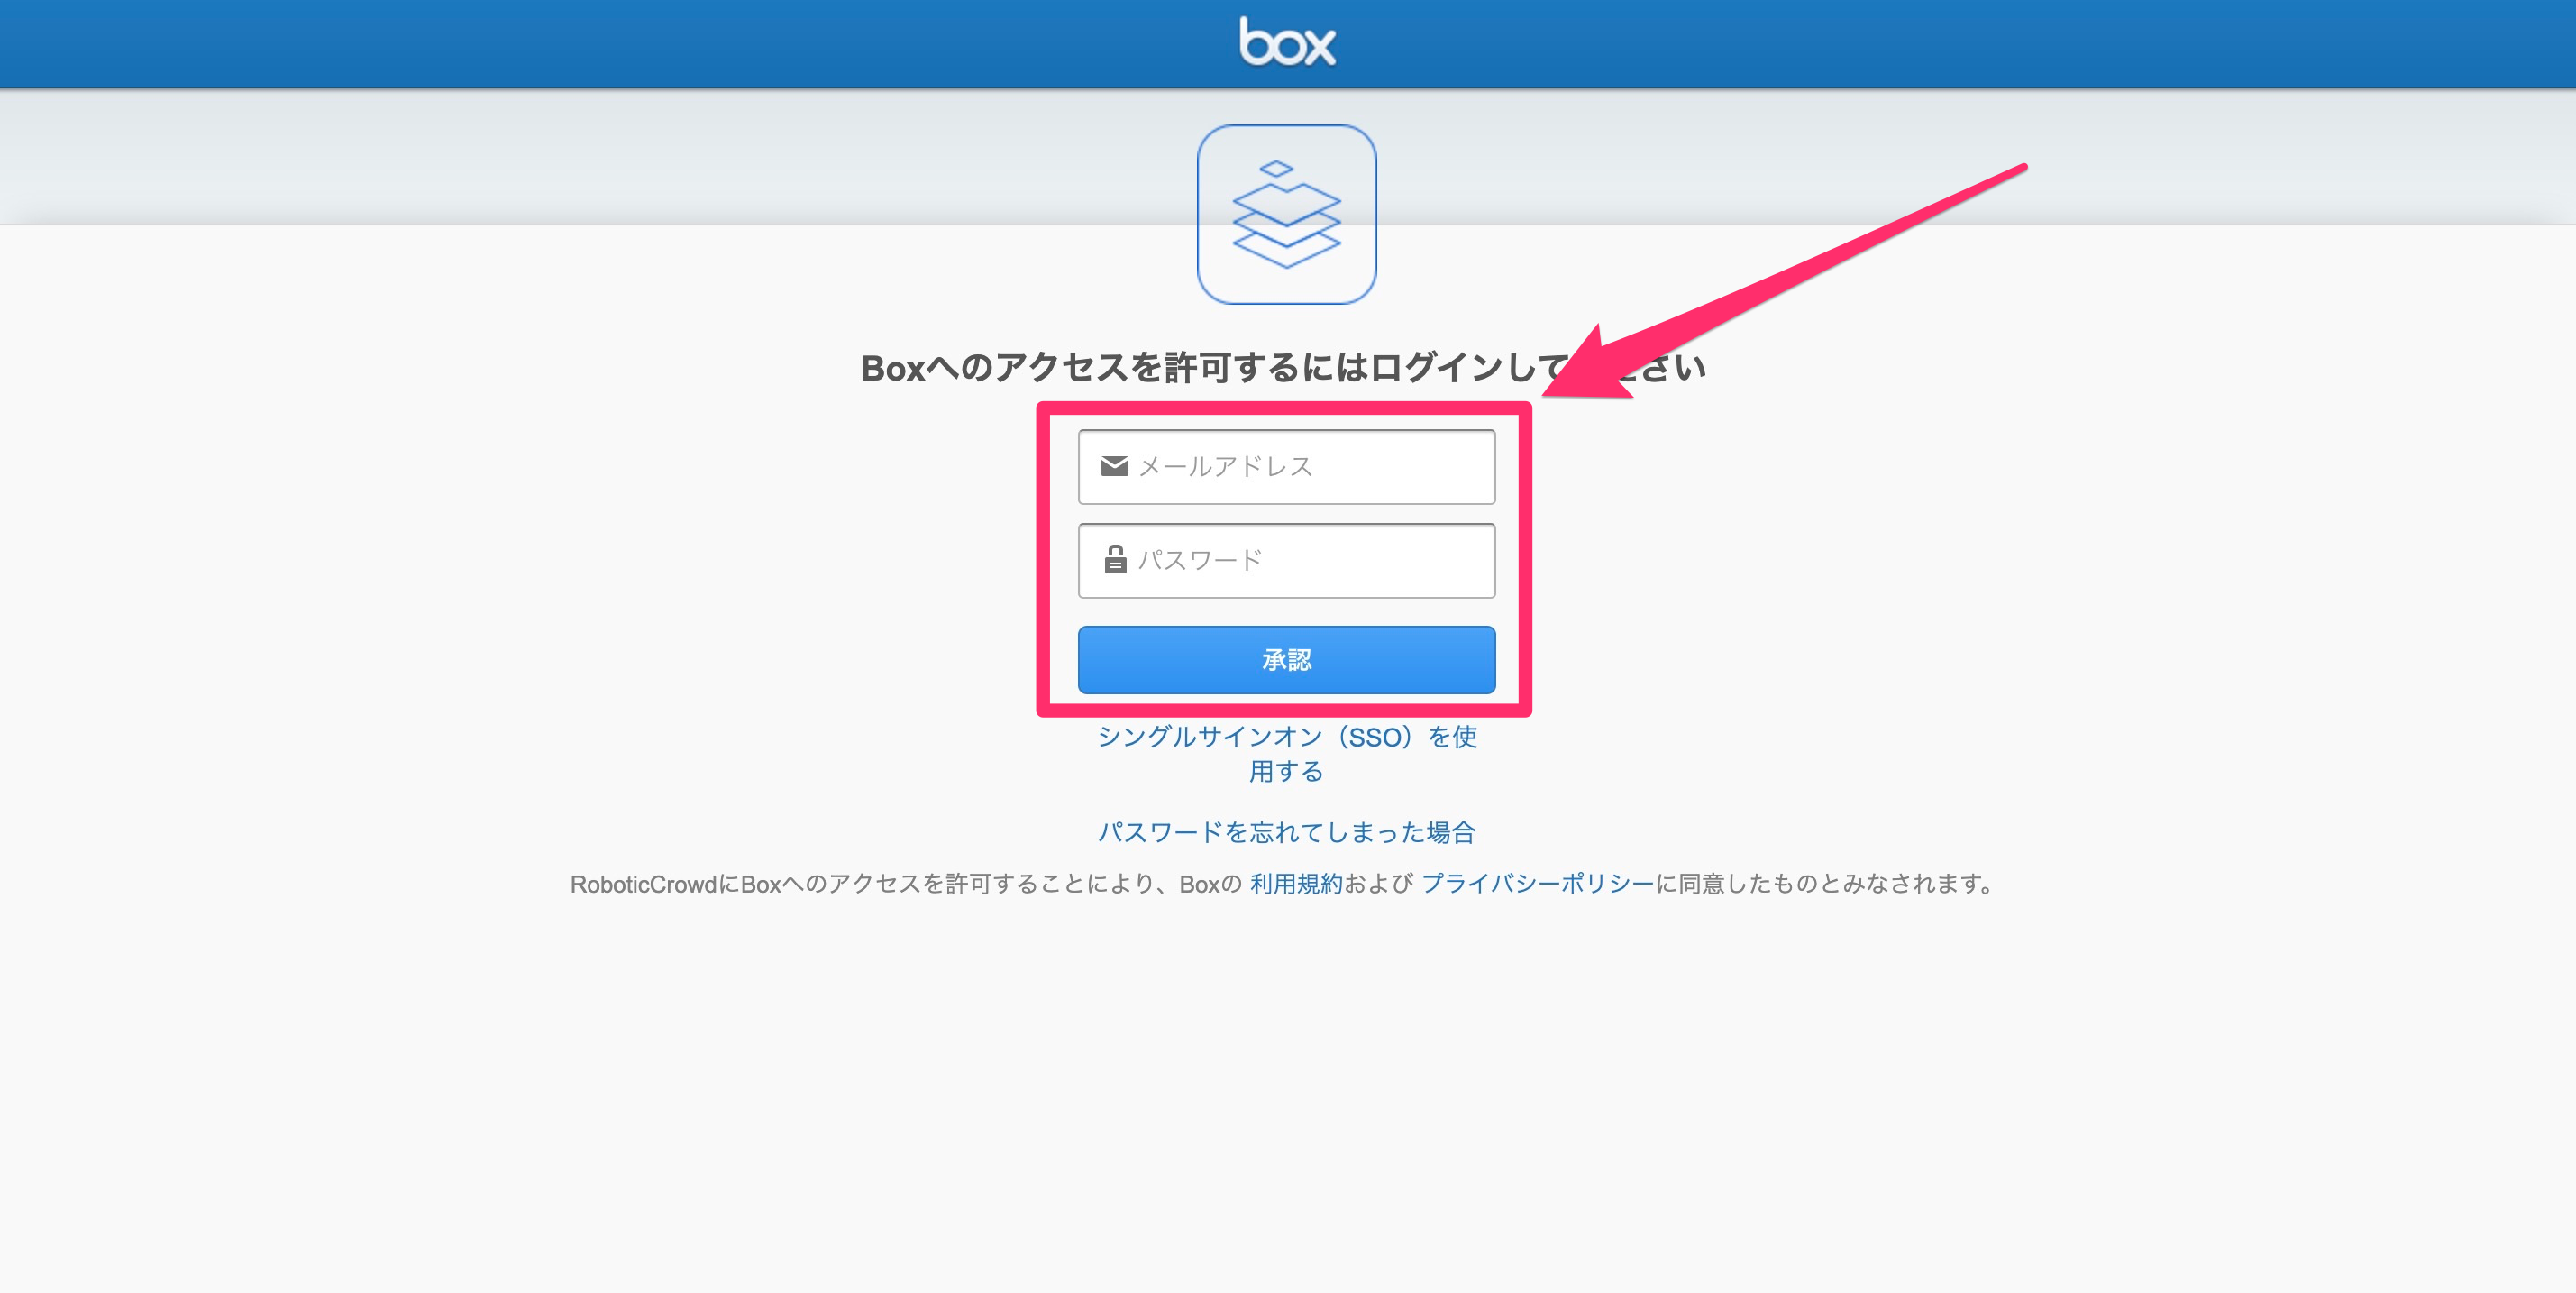 box
Boxへのアクセスを許可するにはログインして さい
メールアドレス
パスワード
承認
シングルサインオン（SSO）を使
用する
パスワードを忘れてしまった場合
RoboticCrowdにBoxへのアクセスを許可することにより、Boxの 利用規約および プライバシーポリシーに同意したものとみなされます。